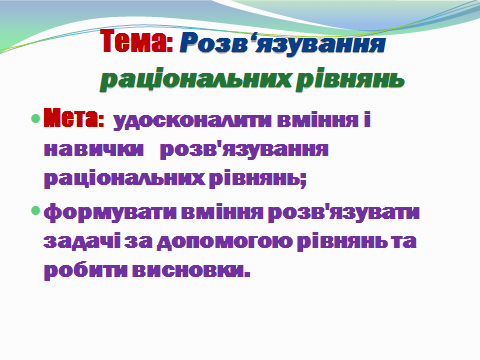 Тема: Розв‘язування
раціональних рівнянь
Мета: удосконалити вміння і
навички розв'язування
раціональних рівнянь;
формувати вміння розв'язувати
задачі за допомогою рівнянь та
робити висновки.